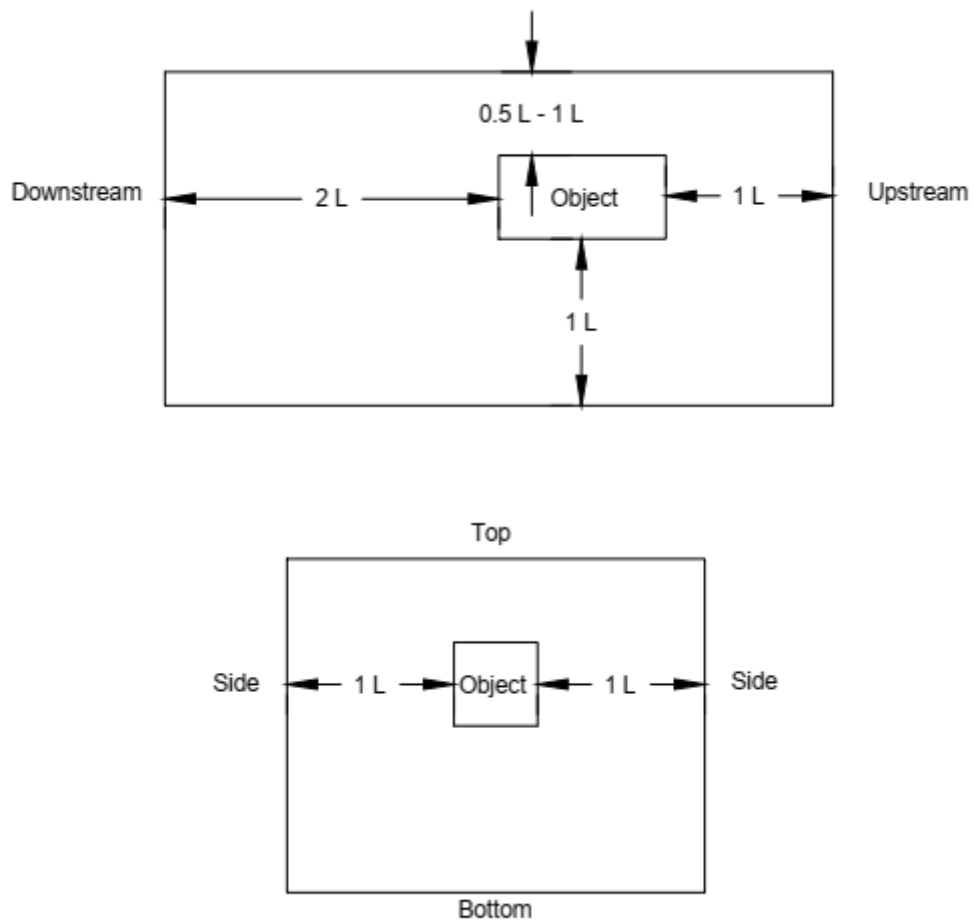 0.5 L - 1 L
Downstream
2 L
Object
1 L
Upstream
1 L
Top
Side
1 L
Object
1 L
Side
Bottom